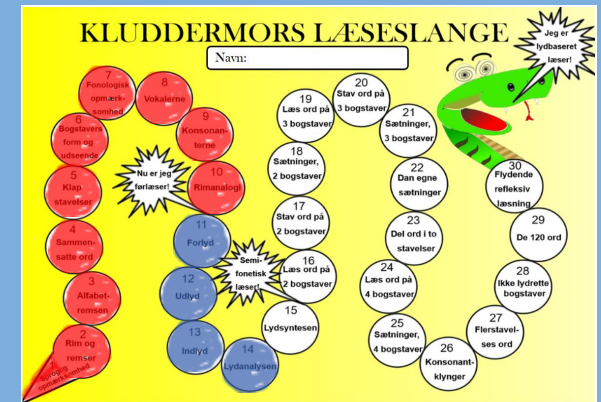 KLUDDERMORS LÆSESLANGE
Navn:
Jeg er
lydbaseret
læser!
1
Sproglig
opmærksomhed
2
Rim og
remser
3
Alfabet-
remsen
4
Sammen-
satte ord
5
Klap
stavelser
6
Bogstavers
form og
udseende
7
Fonologisk
opmærk-
somhed
8
Vokalerne
9
Konsonan-
terne
10
Rimanalogi
Nu er jeg
førlæser!
11
Forlyd
12
Udlyd
13
Indlyd
14
Lydanalysen
15
Lydsyntesen
Semi-
fonetisk
læser!
16
Læs ord på
2 bogstaver
17
Stav ord på
2 bogstaver
18
Sætninger,
2 bogstaver
19
Læs ord på
3 bogstaver
20
Stav ord på
3 bogstaver
21
Sætninger,
3 bogstaver
22
Dan egne
sætninger
23
Del ord i to
stavelser
24
Læs ord på
4 bogstaver
25
Sætninger,
4 bogstaver
26
Konsonant-
klynger
27
Flerstavel-
ses ord
28
Ikke lydrette
bogstaver
29
De 120 ord
30
Flydende
refleksiv
læsning